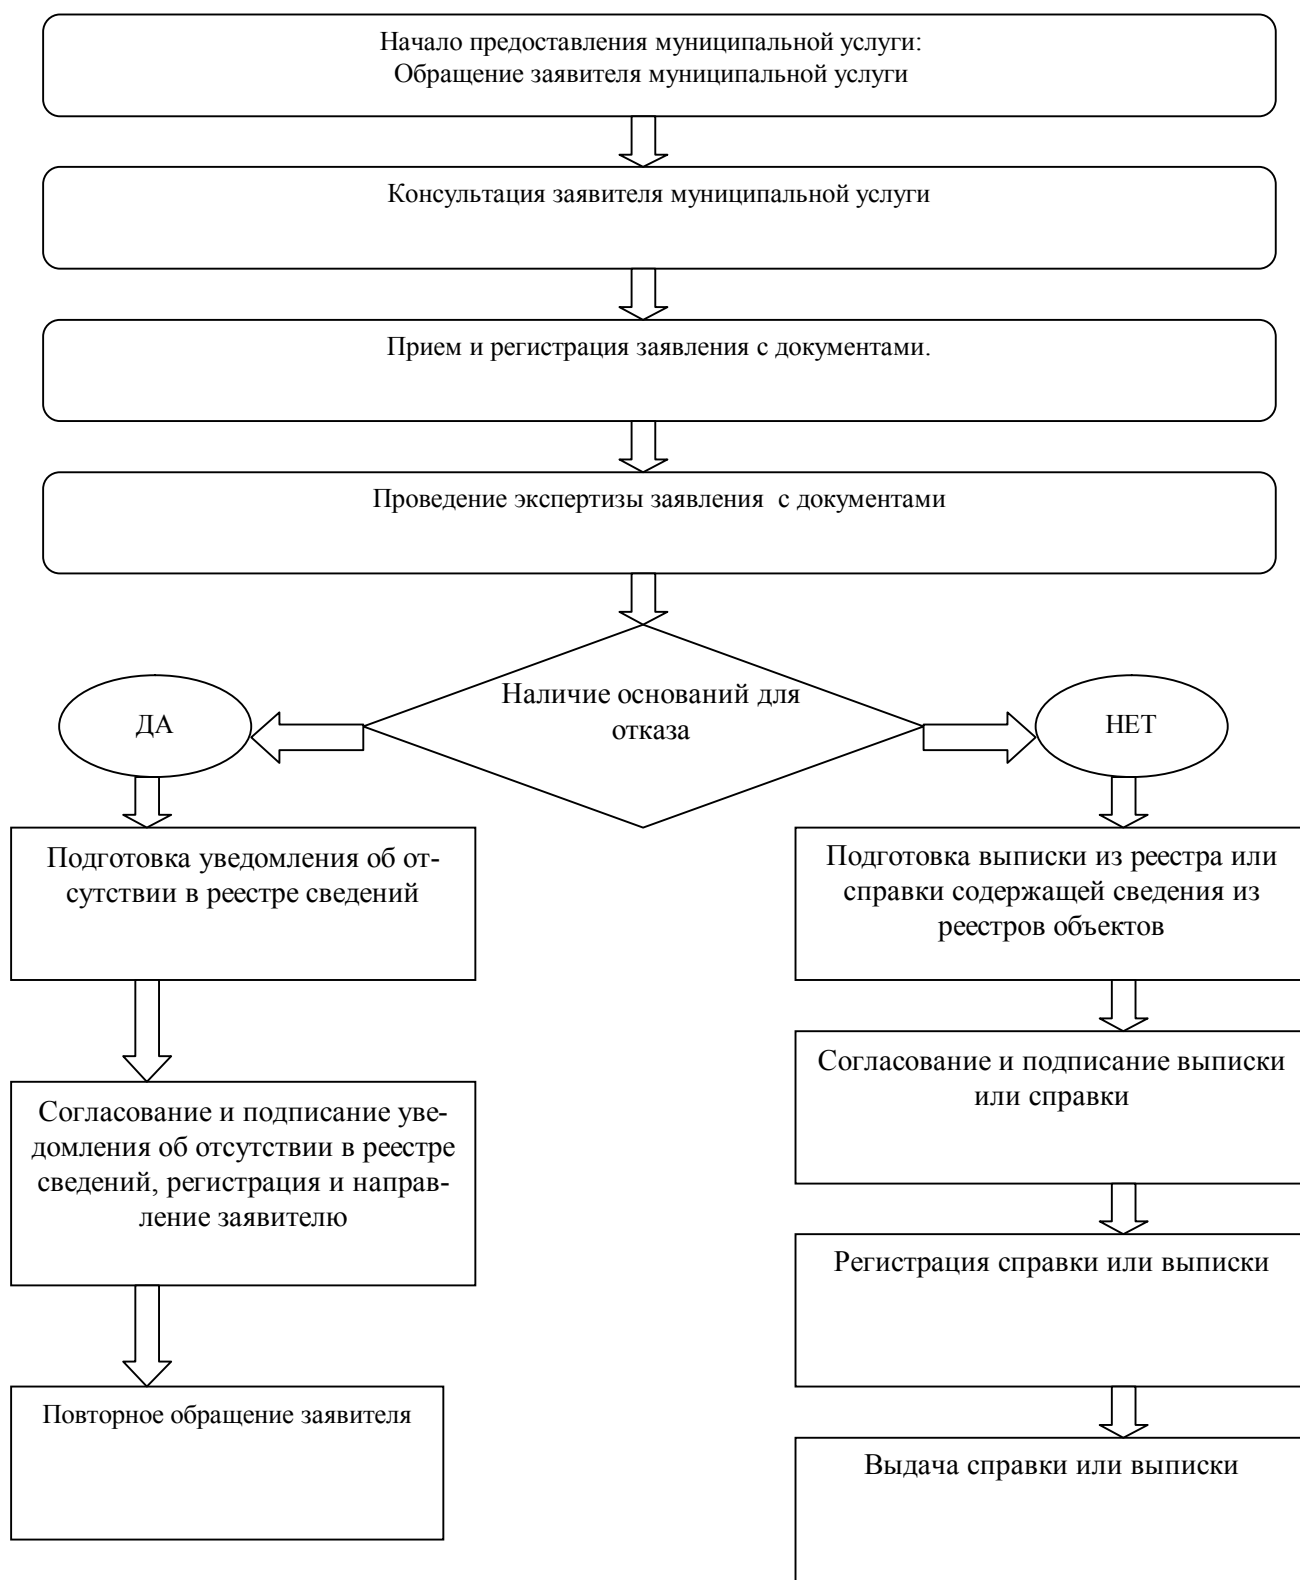 Начало предоставления муниципальной услуги:
Обращение заявителя муниципальной услуги
Консультация заявителя муниципальной услуги
Прием и регистрация заявления с документами.
Проведение экспертизы заявления  с документами
Наличие оснований для
отказа
ДА
НЕТ
Подготовка уведомления об от-
сутствии в реестре сведений
Согласование и подписание уве-
домления об отсутствии в реестре
сведений, регистрация и направ-
ление заявителю
Повторное обращение заявителя
Подготовка выписки из реестра или
справки содержащей сведения из
реестров объектов
Согласование и подписание выписки
или справки
Регистрация справки или выписки
Выдача справки или выписки